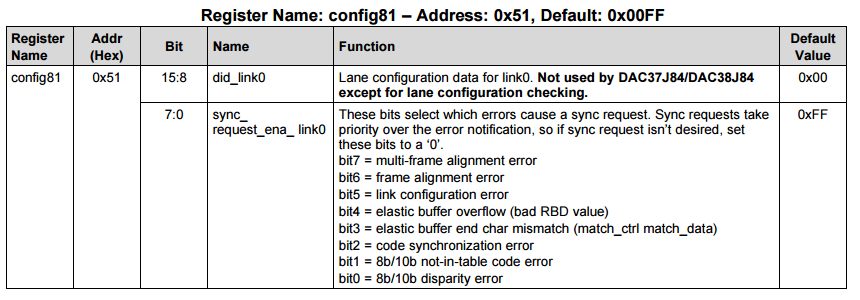 Register Name: config81 – Address: 0x51, Default: 0x00FF
Register Name Addr (Hex) Bit Name Function Default Value
config81 0x51 15:8 did_link0 Lane configuration data for link0. Not used by DAC37J84/DAC38J84 0x00
except for lane configuration checking.
7:0 sync_ These bits select which errors cause a sync request. Sync requests take 0xFF
request_ena_ link0 priority over the error notification, so if sync request isn't desired, set
these bits to a '0'.
bit7 = multi-frame alignment error
bit6 = frame alignment error
bit5 = link configuration error
bit4 = elastic buffer overflow (bad RBD value)
bit3 = elastic buffer end char mismatch (match_ctrl match_data)
bit2 = code synchronization error
bit1 = 8b/10b not-in-table code error
bit0 = 8b/10b disparity error